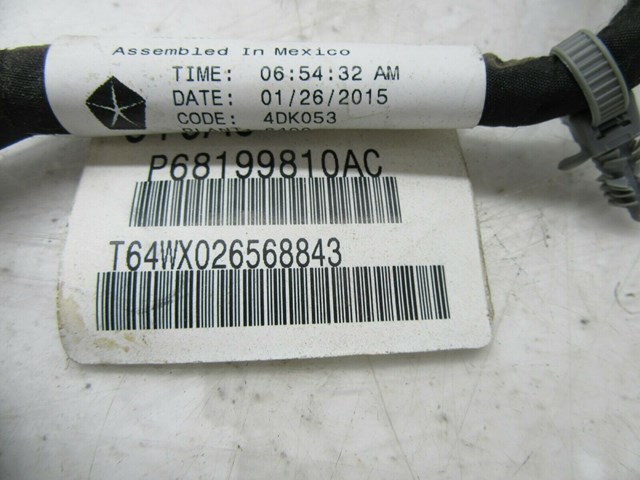 Assembled In Mexico
TIME: 06:54:32 AM
DATE: 01/26/2015
CODE: 4DK053
P68199810AC
T64WX026568843